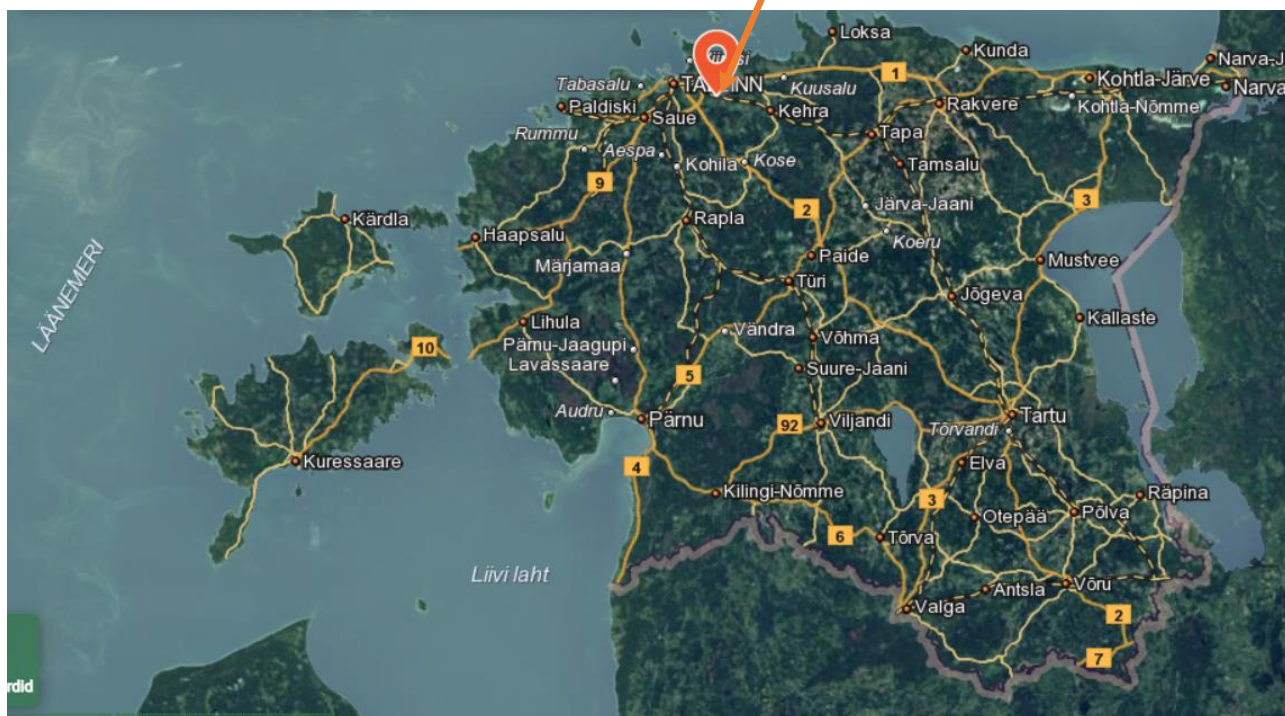 Loksa
Kunda
Narva-J
1
Kohtla-Järve
Narva
TALLINN
Tabasalu
Kuusalu
Kohtla-Nõmme
Paldiski
Saue
Kehra
Rakvere
Rummu
Aespa
Kohila
Kose
Tapa
Tamsalu
9
2
3
Kärdla
Rapla
Järva-Jaani
Haapsalu
Koeru
LÄÄNEMERI
Märjamaa
Paide
Mustvee
Türi
Jõgeva
Lihula
Kallaste
10
Pärnu-Jaagupi
Vändra
Võhma
Lavassaare
Suure-Jaani
5
Audru
Pärnu
92
Viljandi
Tartu
Tõrvandi
Kuressaare
4
Elva
Kilingi-Nõmme
3
Räpina
Otepää
Põlva
6
Tõrva
Liivi laht
Valga
Antsla
Võru
2
7
rdid